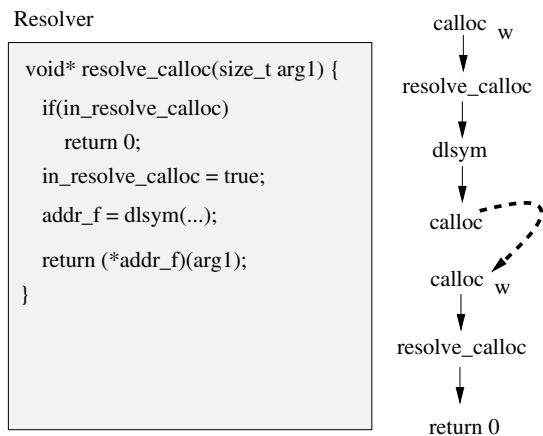 Resolver
void* resolve_calloc(size_t arg1) {
if(in_resolve_calloc)
return 0;
in_resolve_calloc = true;
addr_f = dlsym(...);
return (*addr_f)(arg1);
}
calloc w
resolve_calloc
dlsym
calloc
calloc w
resolve_calloc
return 0